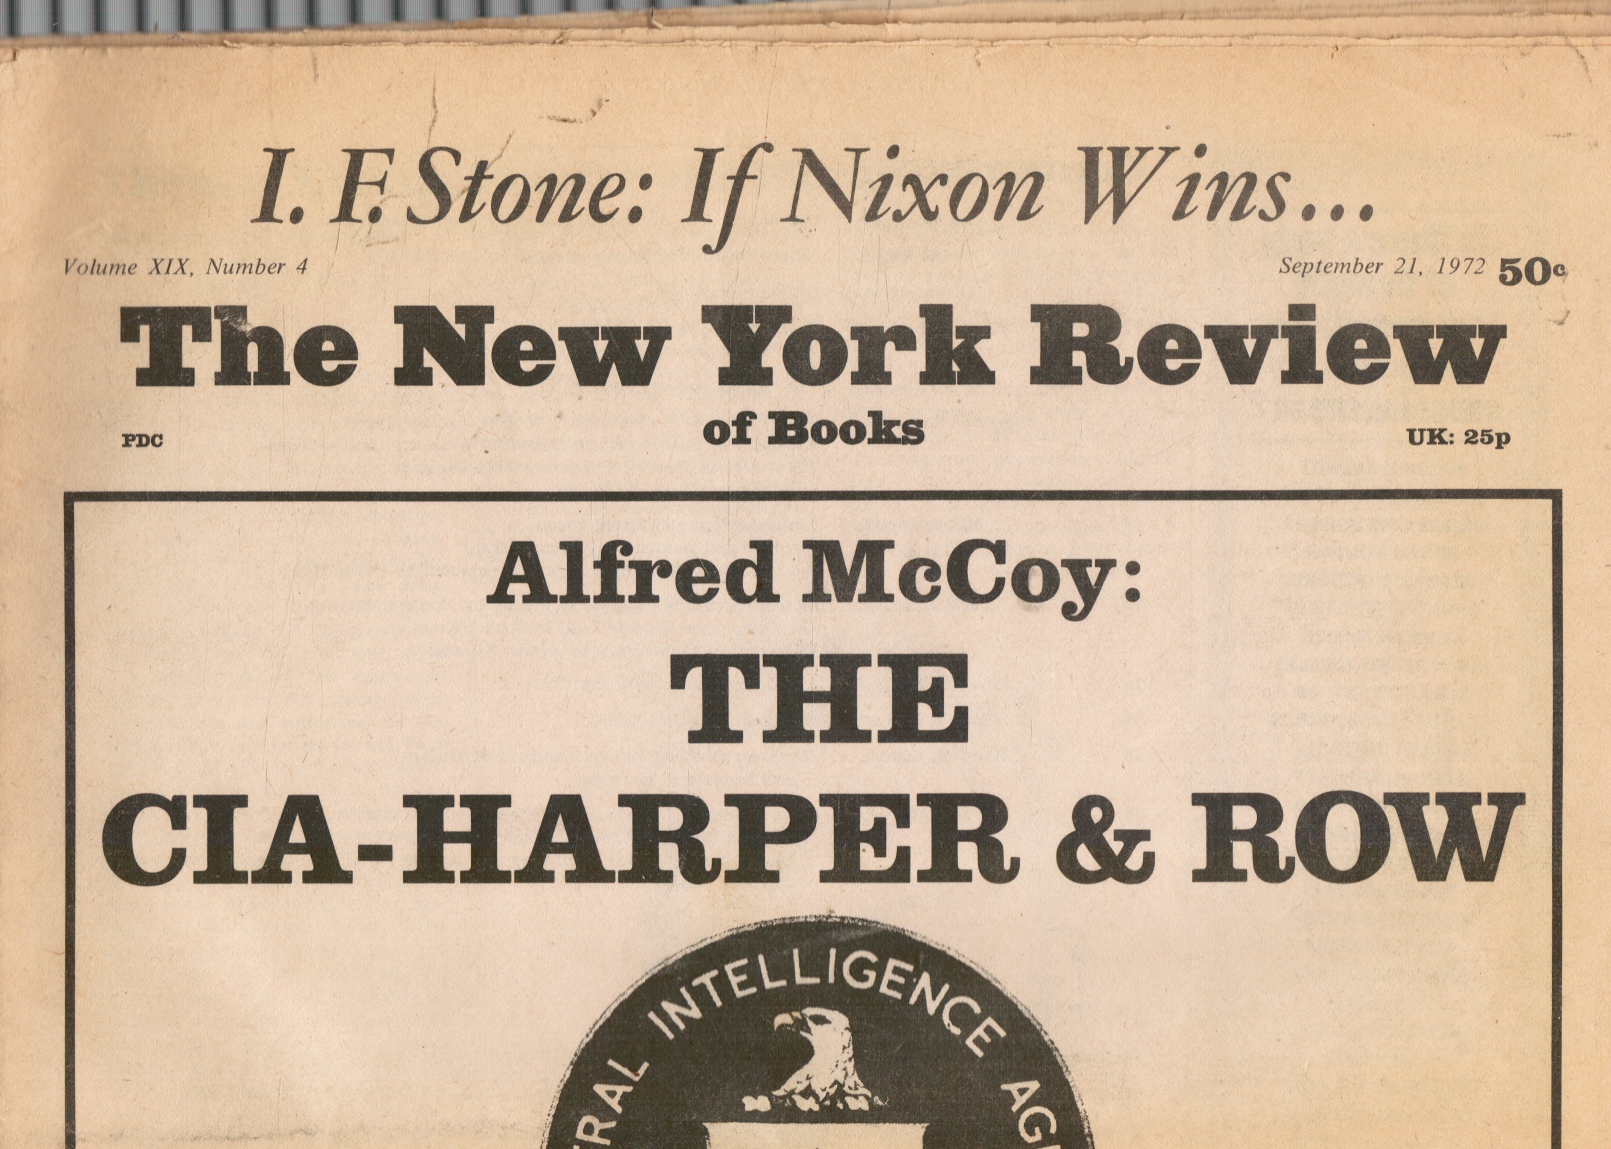 I. F. Stone: If Nixon Wins...
Volume XIX, Number 4
September 21, 1972 50c
The New York Review
of Books
PDC
UK: 25p
Alfred McCoy:
THE
CIA-HARPER & ROW
INTELLIGENCE